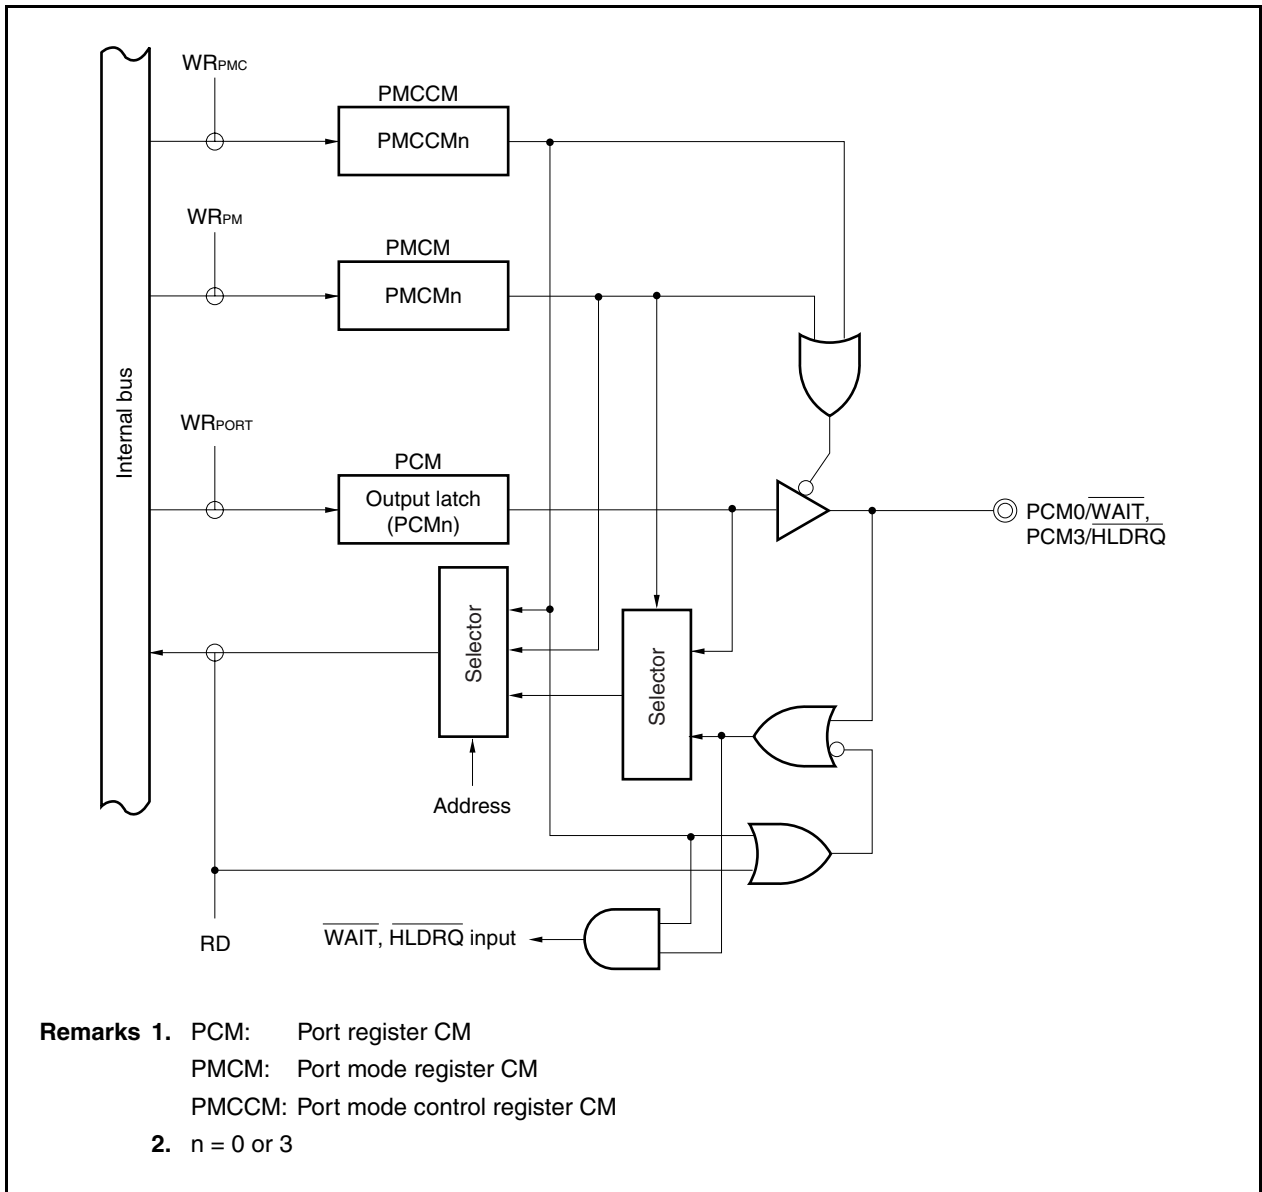 WRPMC
PMCCM
PMCCMn
WRPM
PMCM
PMCMn
Internal bus
WRPORT
PCM
Output latch
(PCMn)
PCM0/WAIT,
PCM3/HLDRQ
Selector
Selector
Address
RD
WAIT, HLDRQ input
Remarks 1. PCM: Port register CM
PMCM: Port mode register CM
PMCCM: Port mode control register CM
2. n = 0 or 3